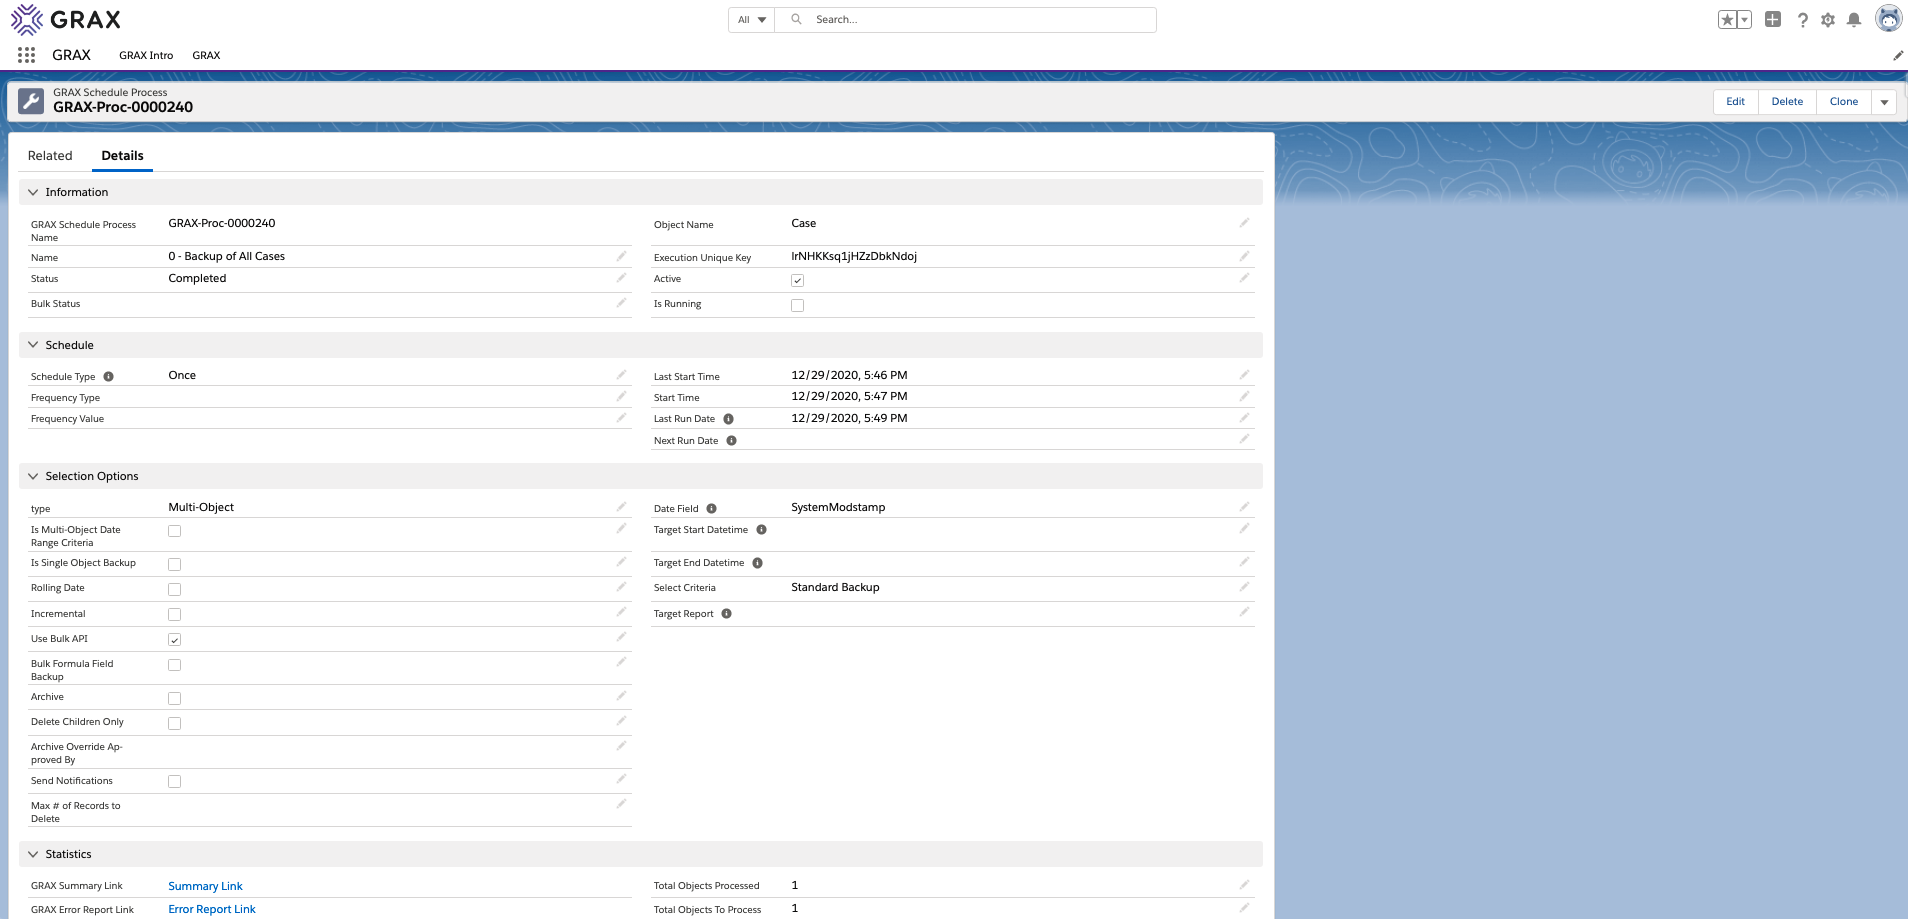 GRAX
All
Search...
GRAX
GRAX Intro
GRAX
GRAX Schedule Process
GRAX-Proc-0000240
Edit
Delete
Clone
Related
Details
Information
GRAX Schedule Process
Name
GRAX-Proc-0000240
Object Name
Case
Name
0 - Backup of All Cases
Execution Unique Key
IrNHKKsq1jHZzDbkNdoj
Status
Completed
Active
Bulk Status
Is Running
Schedule
Schedule Type
Once
Last Start Time
12/29/2020, 5:46 PM
Frequency Type
Start Time
12/29/2020, 5:47 PM
Frequency Value
Last Run Date
12/29/2020, 5:49 PM
Next Run Date
Selection Options
type
Multi-Object
Date Field
SystemModstamp
Is Multi-Object Date
Range Criteria
Target Start Datetime
Is Single Object Backup
Target End Datetime
Rolling Date
Select Criteria
Standard Backup
Incremental
Target Report
Use Bulk API
Bulk Formula Field
Backup
Archive
Delete Children Only
Archive Override Ap-
proved By
Send Notifications
Max # of Records to
Delete
Statistics
GRAX Summary Link
Summary Link
Total Objects Processed
1
GRAX Error Report Link
Error Report Link
Total Objects To Process
1